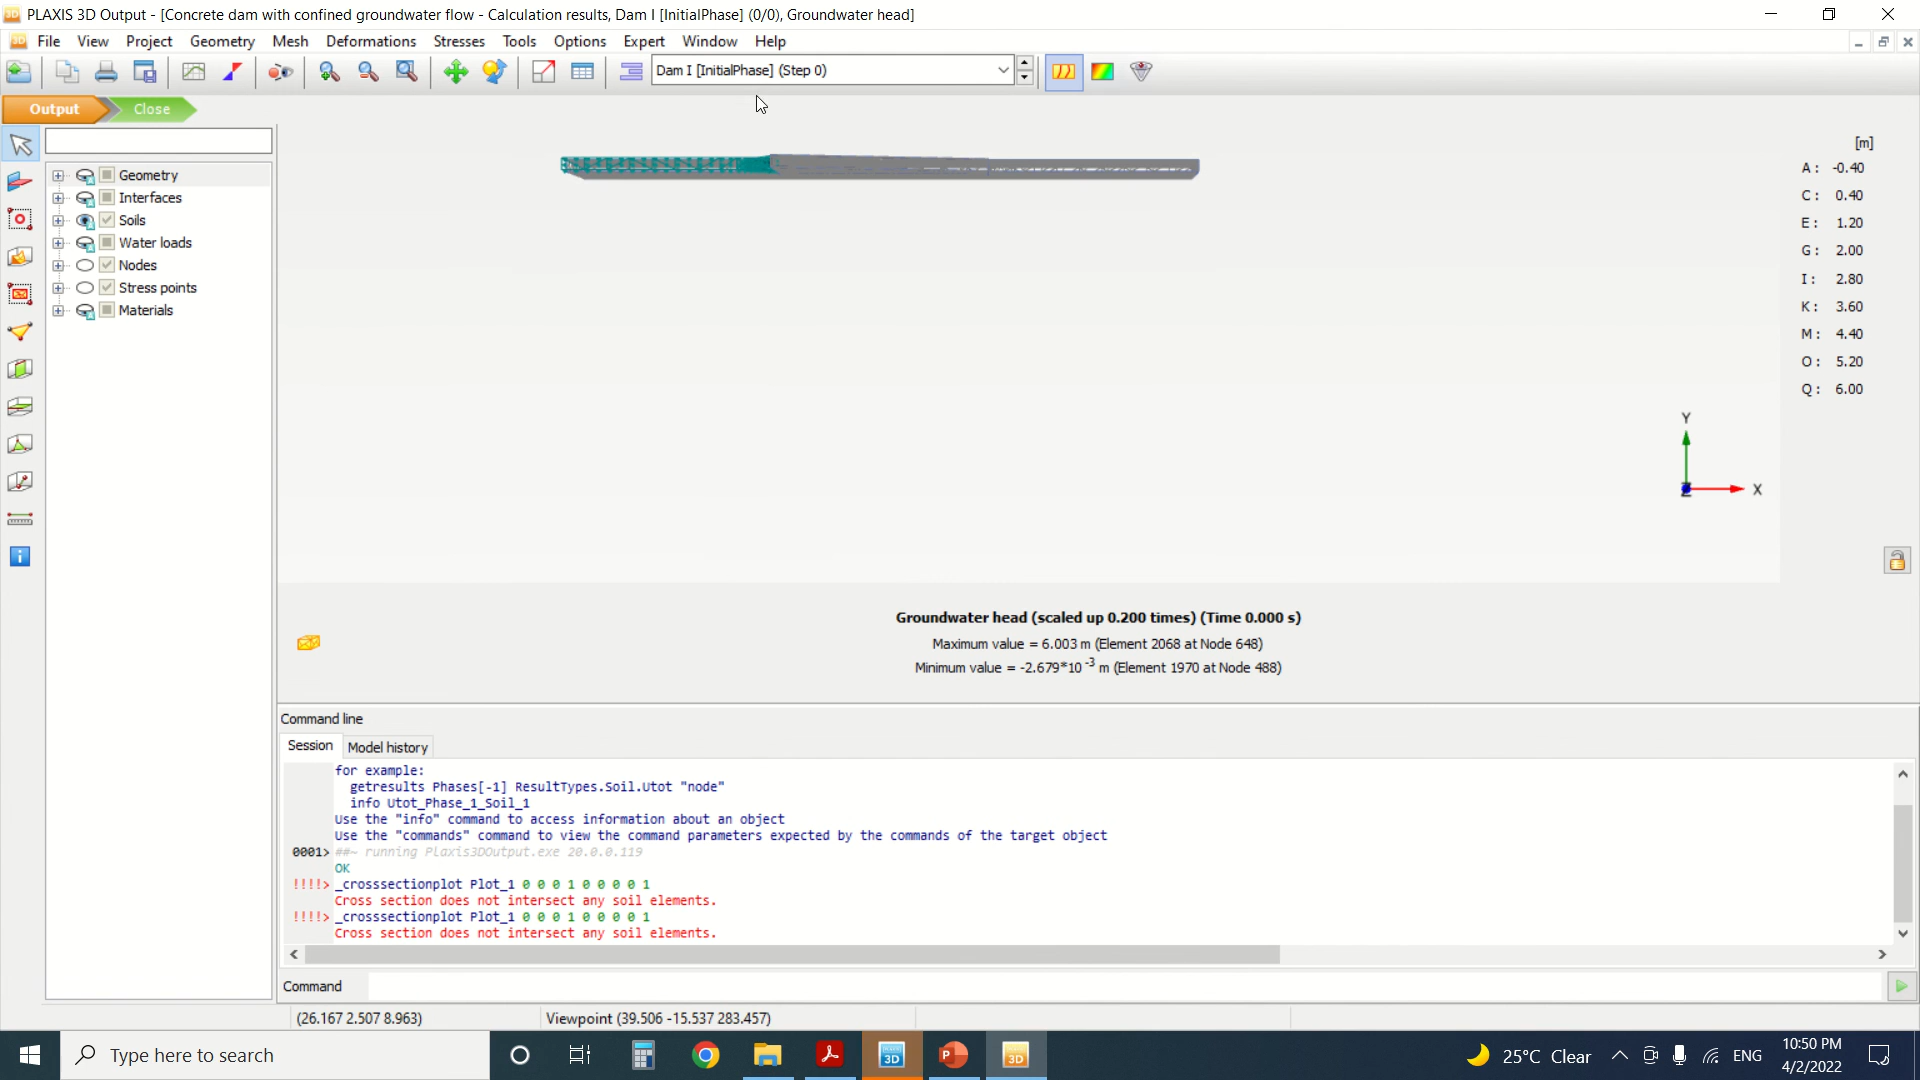 PLAXIS 3D Output - [Concrete dam with confined groundwater flow - Calculation results, Dam I [InitialPhase] (0/0), Groundwater head]
File View Project Geometry Mesh Deformations Stresses Tools Options Expert Window Help
Dam I [InitialPhase] (Step 0)
Output Close
Geometry
Interfaces
Soils
Water loads
Nodes
Stress points
Materials
[m]
A: -0.40
C: 0.40
E: 1.20
G: 2.00
I: 2.80
K: 3.60
M: 4.40
O: 5.20
Q: 6.00
Y
X
Z
Groundwater head (scaled up 0.200 times) (Time 0.000 s)
Maximum value = 6.003 m (Element 2068 at Node 648)
Minimum value = -2.679*10 -3 m (Element 1970 at Node 488)
Command line
Session Model history
for example:
getresults Phases[-1] ResultTypes.Soil.Utot "node"
info Utot_Phase_1_Soil_1
Use the "info" command to access information about an object
Use the "commands" command to view the command parameters expected by the commands of the target object
0001> ##~ running Plaxis3DOutput.exe 20.0.0.119
OK
!!!!> _crosssectionplot Plot_1 0 0 0 1 0 0 0 0 1
Cross section does not intersect any soil elements.
!!!!> _crosssectionplot Plot_1 0 0 0 1 0 0 0 0 1
Cross section does not intersect any soil elements.
Command
(26.167 2.507 8.963) Viewpoint (39.506 -15.537 283.457)
Type here to search
3D
P
3D
25°C Clear
ENG
10:50 PM
4/2/2022